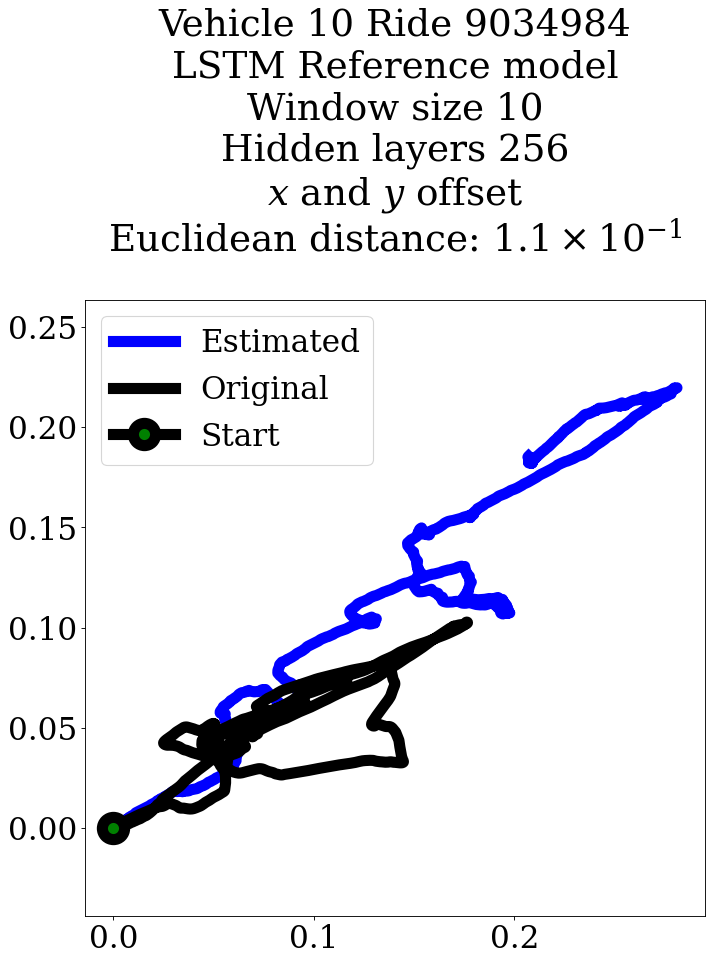 Vehicle 10 Ride 9034984
LSTM Reference model
Window size 10
Hidden layers 256
x and y offset
Euclidean distance: 1.1 × 10⁻¹
Estimated
Original
Start
0.25
0.20
0.15
0.10
0.05
0.00
0.0 0.1 0.2